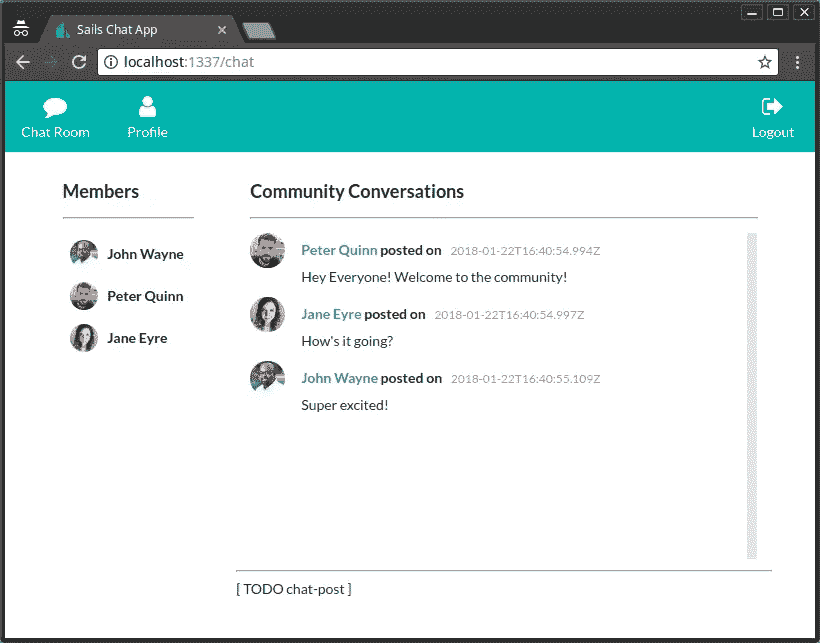 Sails Chat App
localhost:1337/chat
Chat Room
Profile
Logout
Members
John Wayne
Peter Quinn
Jane Eyre
Community Conversations
Peter Quinn posted on 2018-01-22T16:40:54.994Z
Hey Everyone! Welcome to the community!
Jane Eyre posted on 2018-01-22T16:40:54.997Z
How's it going?
John Wayne posted on 2018-01-22T16:40:55.109Z
Super excited!
[ TODO chat-post ]